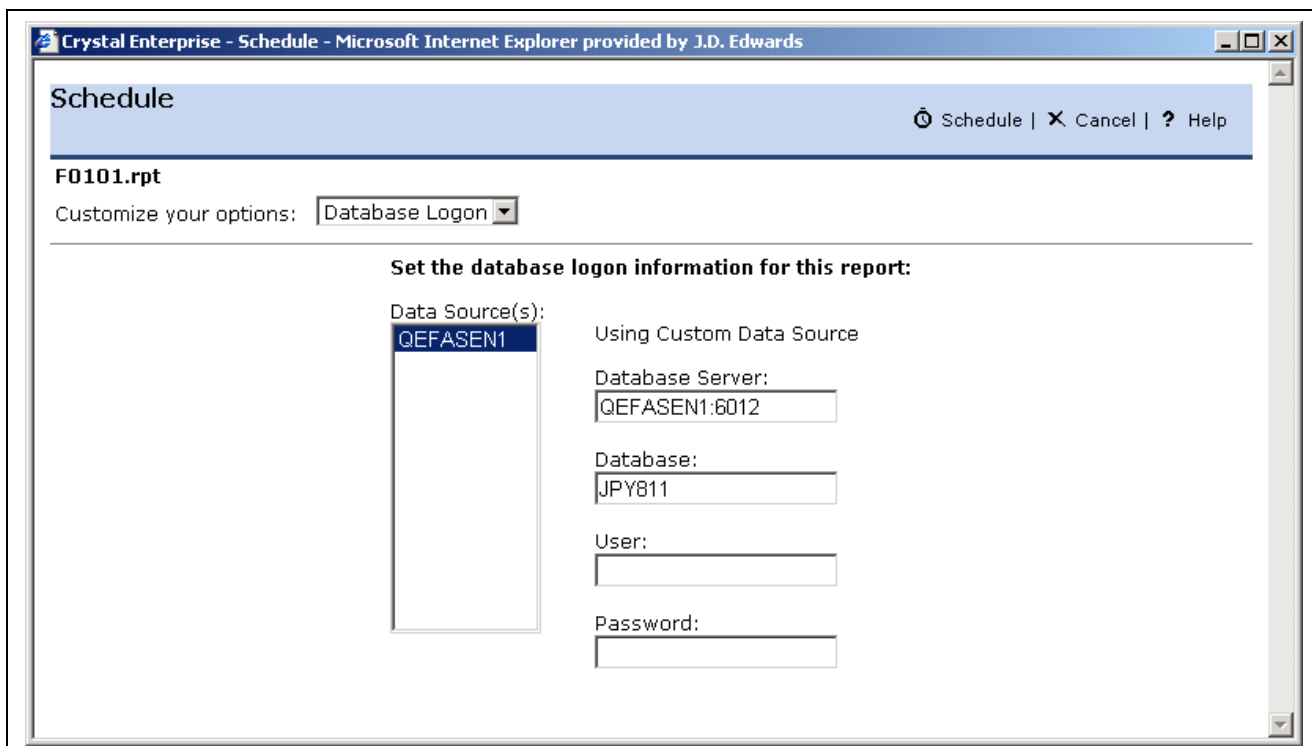 Crystal Enterprise - Schedule - Microsoft Internet Explorer provided by J.D. Edwards
Schedule
Schedule | Cancel | ? Help
F0101.rpt
Customize your options: Database Logon
Set the database logon information for this report:
Data Source(s):
QEFASEN1
Using Custom Data Source
Database Server:
QEFASEN1:6012
Database:
JPY811
User:
Password: